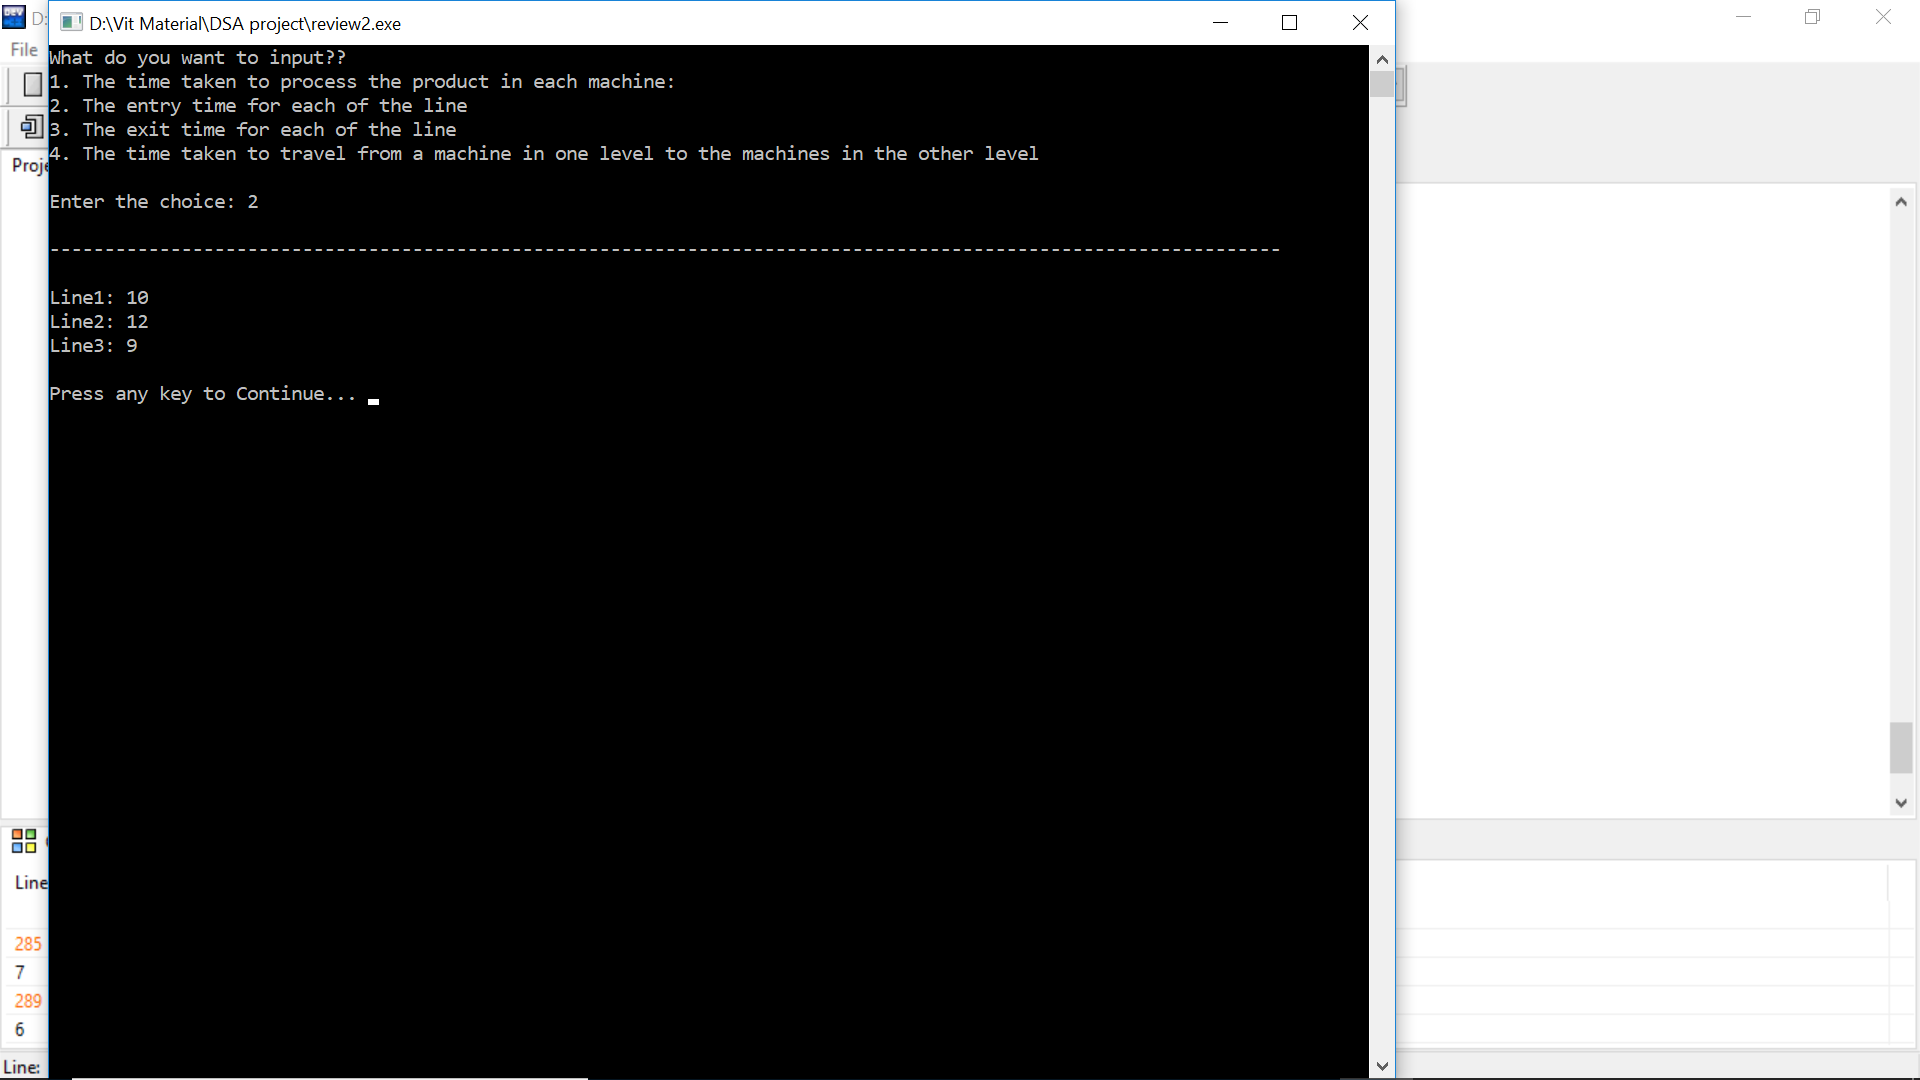 D:\Vit Material\DSA project\review2.exe
DEV D:
File
Proje
What do you want to input??
1. The time taken to process the product in each machine:
2. The entry time for each of the line
3. The exit time for each of the line
4. The time taken to travel from a machine in one level to the machines in the other level
Enter the choice: 2
----------------------------------------------------------------------------------------------------------------
Line1: 10
Line2: 12
Line3: 9
Press any key to Continue...
Line
285
7
289
6
Line: